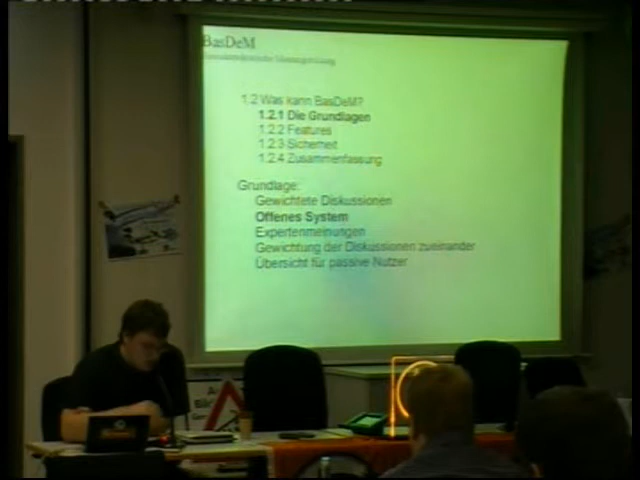 BasDeM
1.2 Was kann BasDeM?
1.2.1 Die Grundlagen
1.2.2 Features
1.2.3 Sicherheit
1.2.4 Zusammenfassung
Grundlage:
Gewichtete Diskussionen
Offenes System
Expertenmeinungen
Gewichtung der Diskussionen zueinander
Übersicht für passive Nutzer